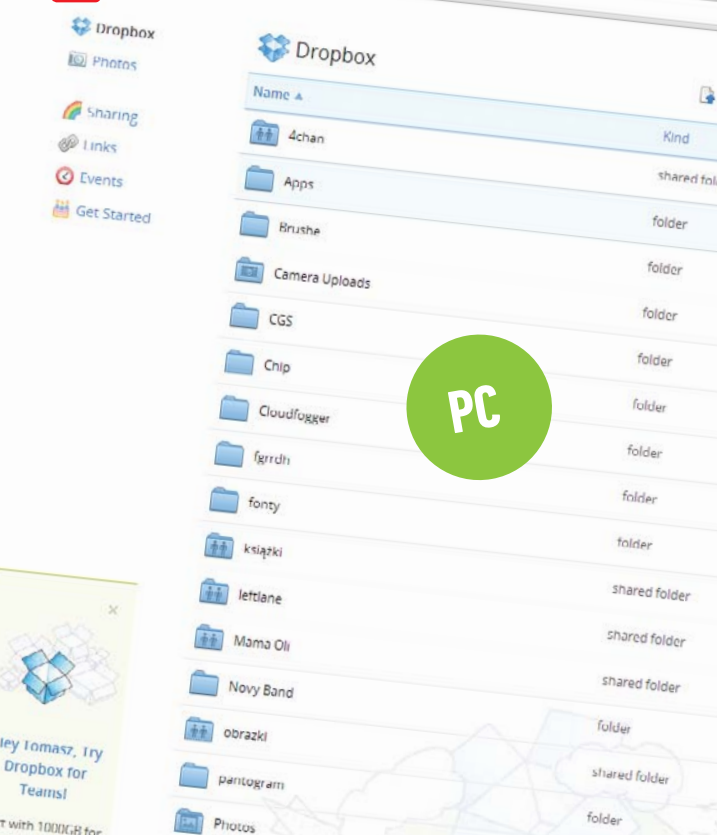 Dropbox
Photos
Sharing
Links
Events
Get Started
Dropbox
Name
Kind
4chan
shared fol
Apps
folder
Brushe
folder
Camera Uploads
folder
CGS
folder
Chip
folder
Cloudfogger
folder
fgrrdh
folder
fonty
folder
książki
shared folder
leftlane
shared folder
Mama Oli
shared folder
Novy Band
folder
obrazki
shared folder
pantogram
folder
Photos
PC
ey Tomasz, Try
Dropbox for
Teams!
t with 1000GB for